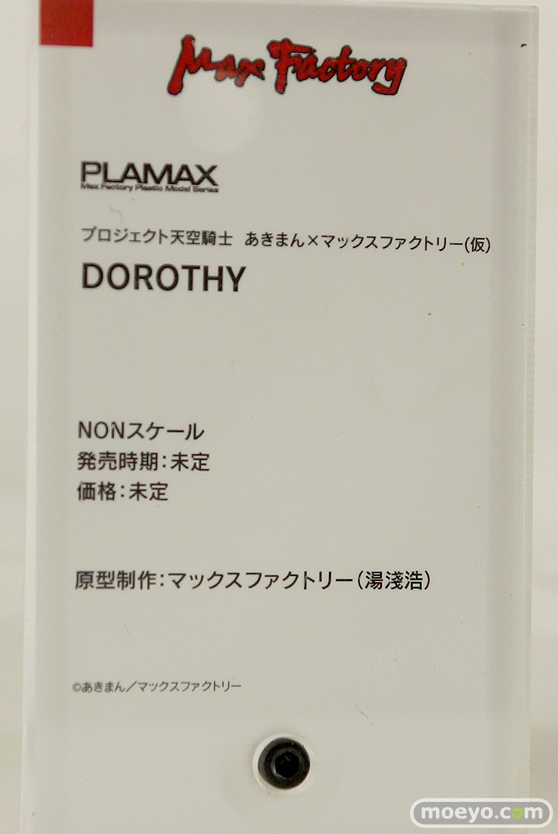 Max Factory
PLAMAX
Max Factory Plastic Model Series
プロジェクト天空騎士 あきまん×マックスファクトリー(仮)
DOROTHY
NONスケール
発売時期：未定
価格：未定
原型制作：マックスファクトリー（湯淺浩）
©あきまん／マックスファクトリー
moeyo.com